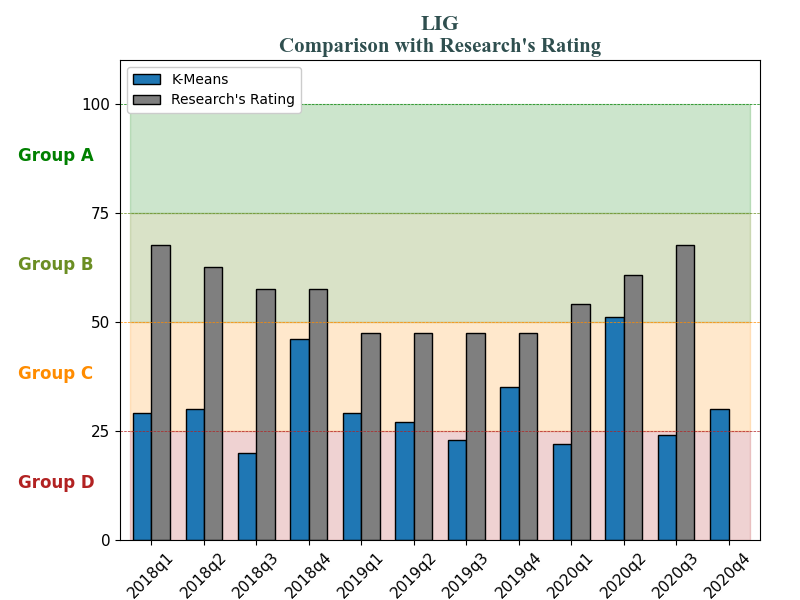 LIG
Comparison with Research's Rating
K-Means
Research's Rating
100
Group A
75
Group B
50
Group C
25
Group D
0
2018q1
2018q2
2018q3
2018q4
2019q1
2019q2
2019q3
2019q4
2020q1
2020q2
2020q3
2020q4